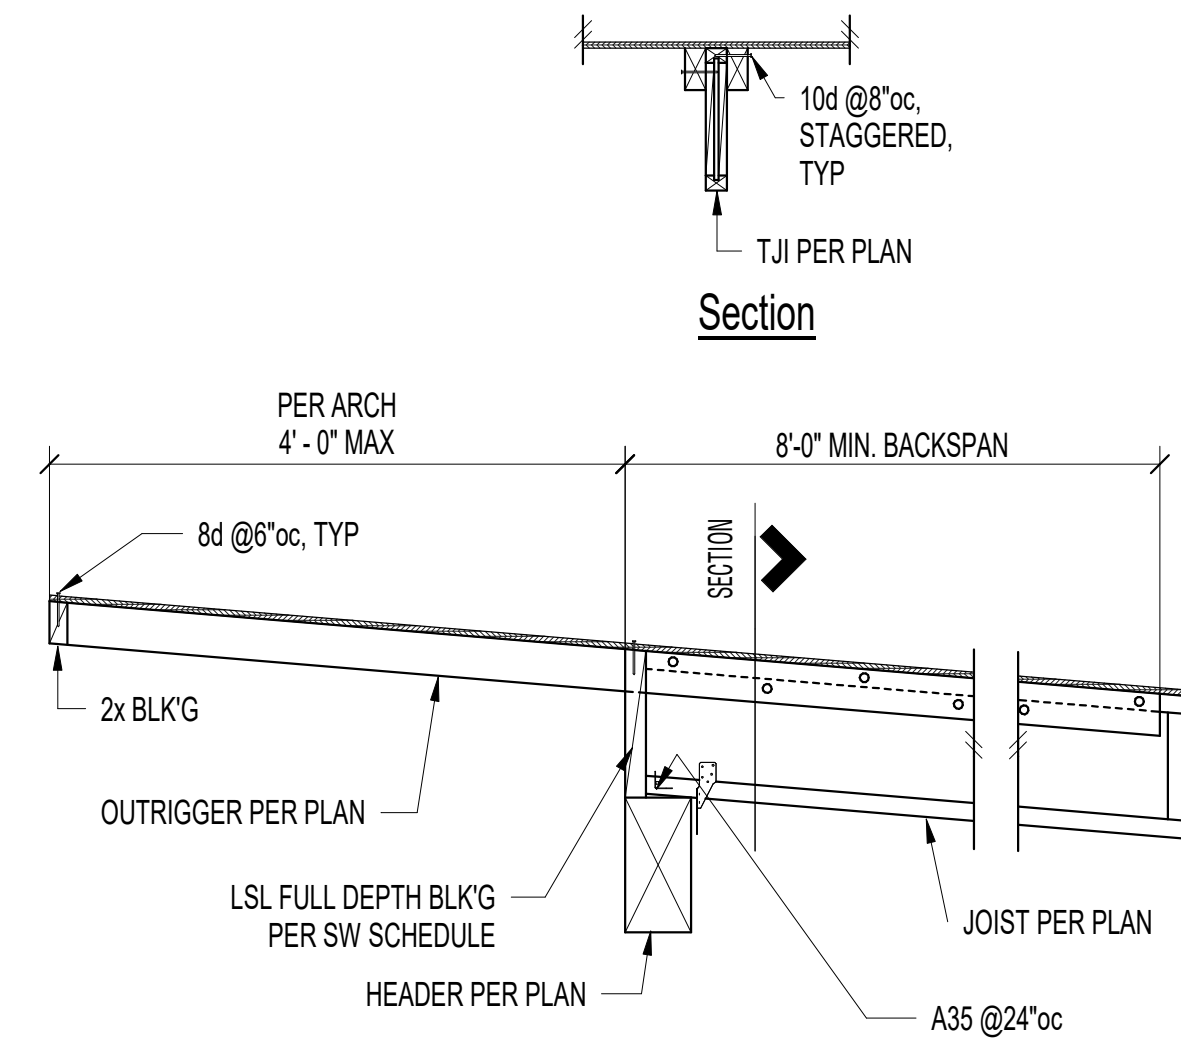 10d @8"oc,
STAGGERED,
TYP
TJI PER PLAN
Section
PER ARCH
4' - 0" MAX
8'-0" MIN. BACKSPAN
8d @6"oc, TYP
SECTION
2x BLK'G
OUTRIGGER PER PLAN
LSL FULL DEPTH BLK'G
PER SW SCHEDULE
JOIST PER PLAN
HEADER PER PLAN
A35 @24"oc